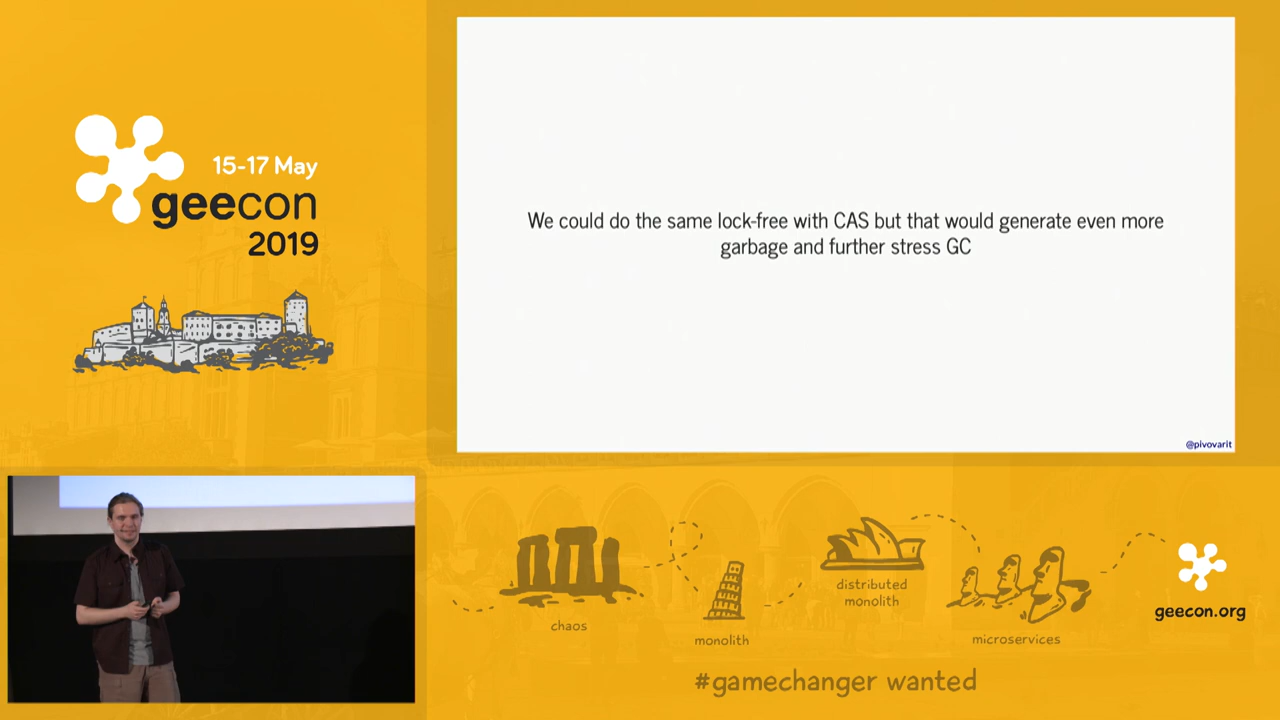 15-17 May
geecon
2019
We could do the same lock-free with CAS but that would generate even more
garbage and further stress GC
@pivovarit
chaos
monolith
distributed
monolith
microservices
geecon.org
#gamechanger wanted